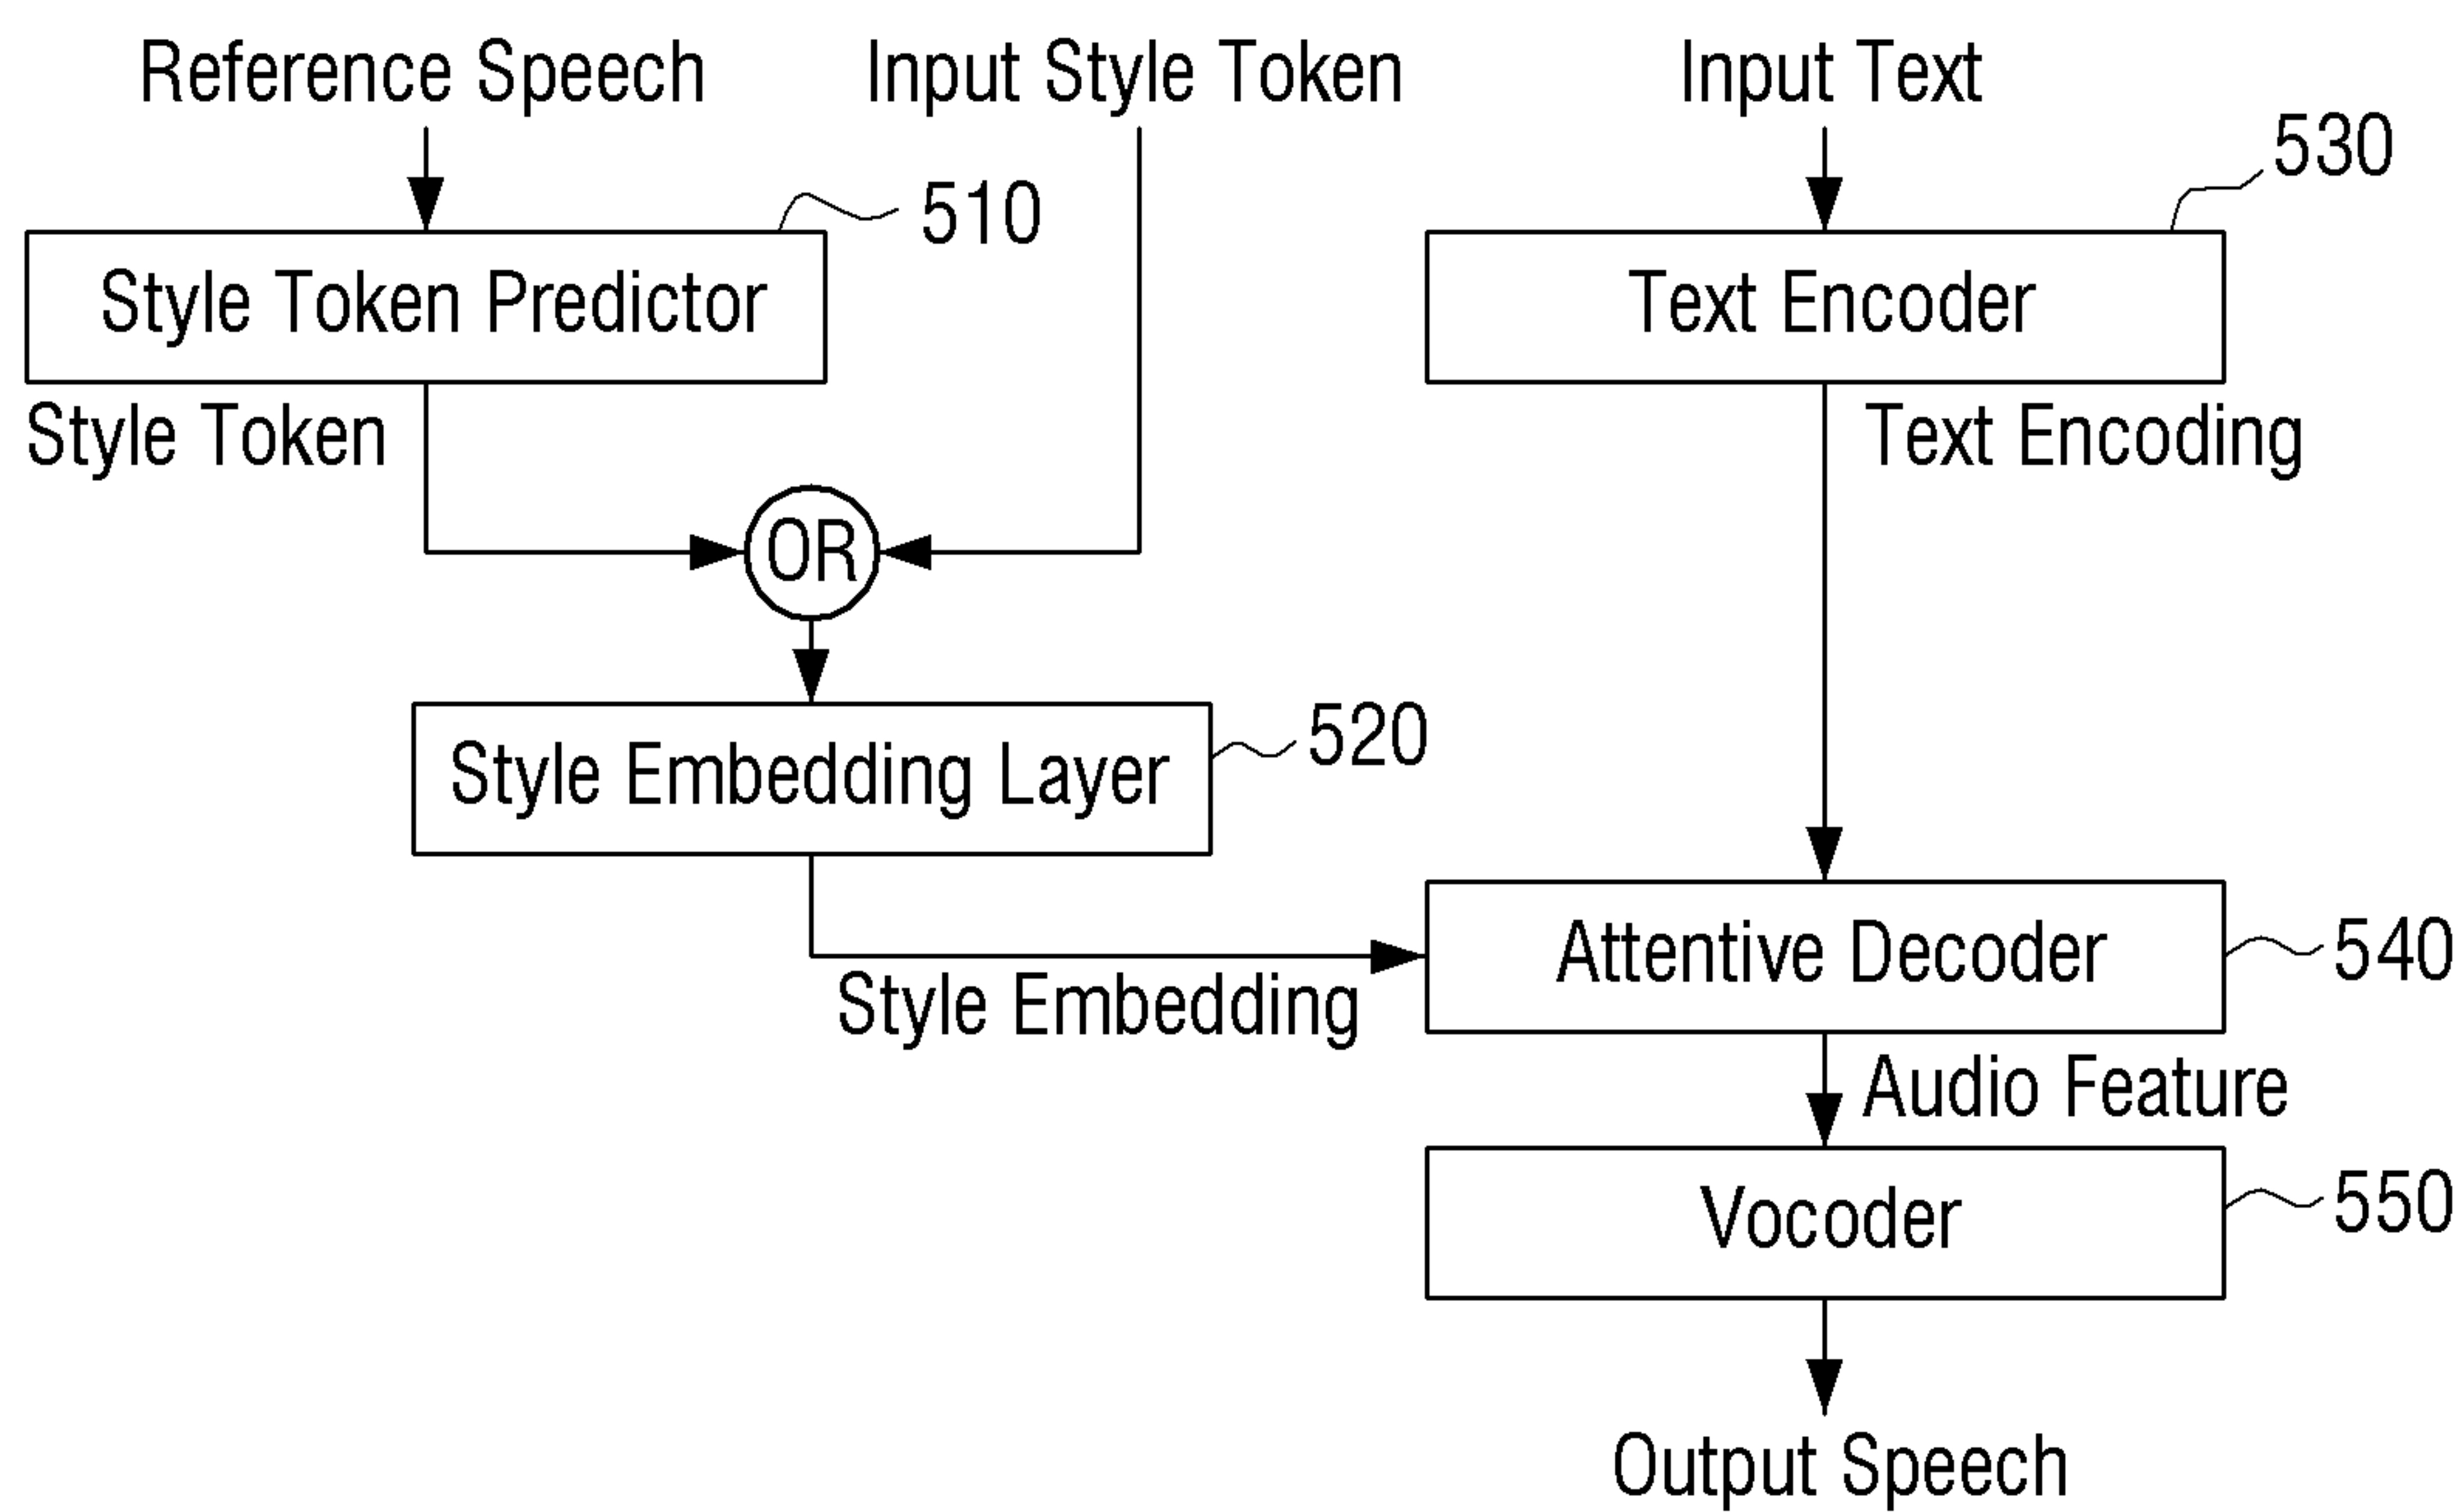 Reference Speech
Input Style Token
Input Text
510
530
Style Token Predictor
Text Encoder
Style Token
Text Encoding
OR
Style Embedding Layer
520
Attentive Decoder
540
Style Embedding
Audio Feature
Vocoder
550
Output Speech